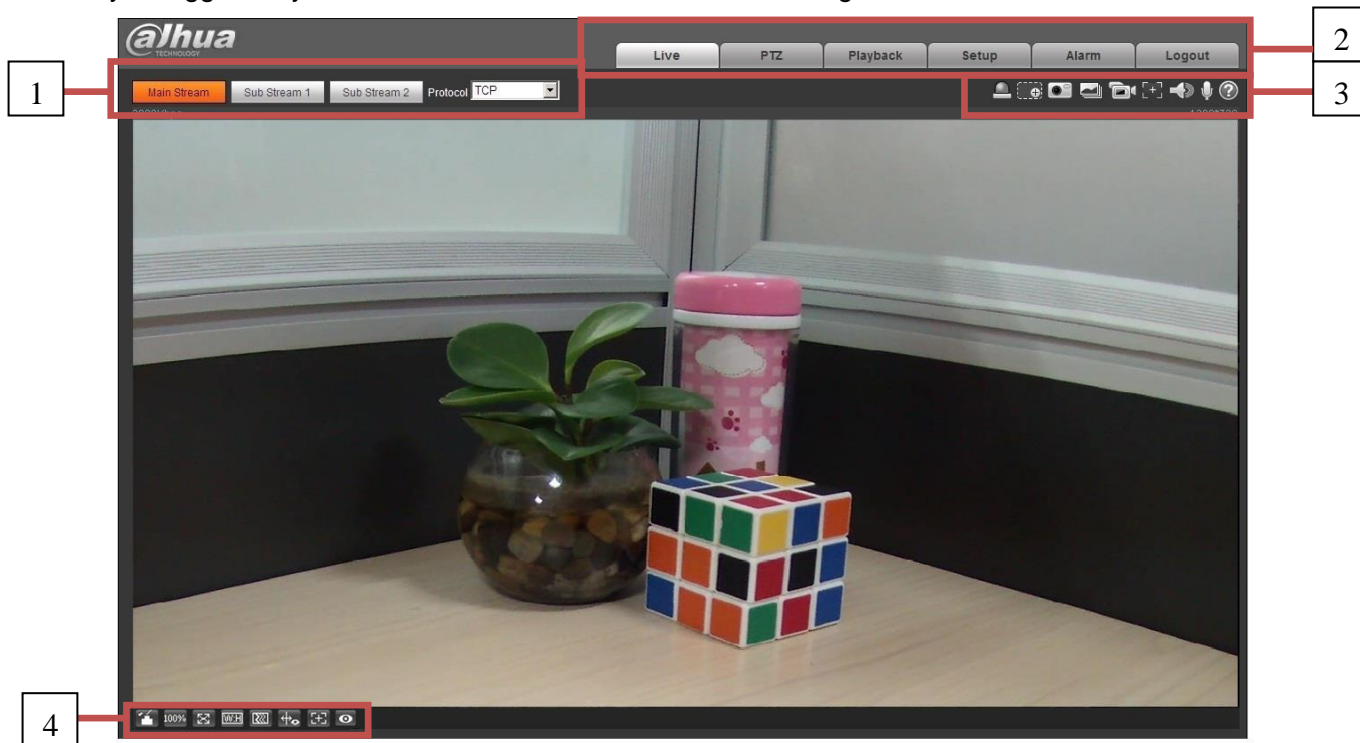 alhua
TECHNOLOGY
Live PTZ Playback Setup Alarm Logout
2
1
Main Stream Sub Stream 1 Sub Stream 2 Protocol TCP
3
100%
W:H
4